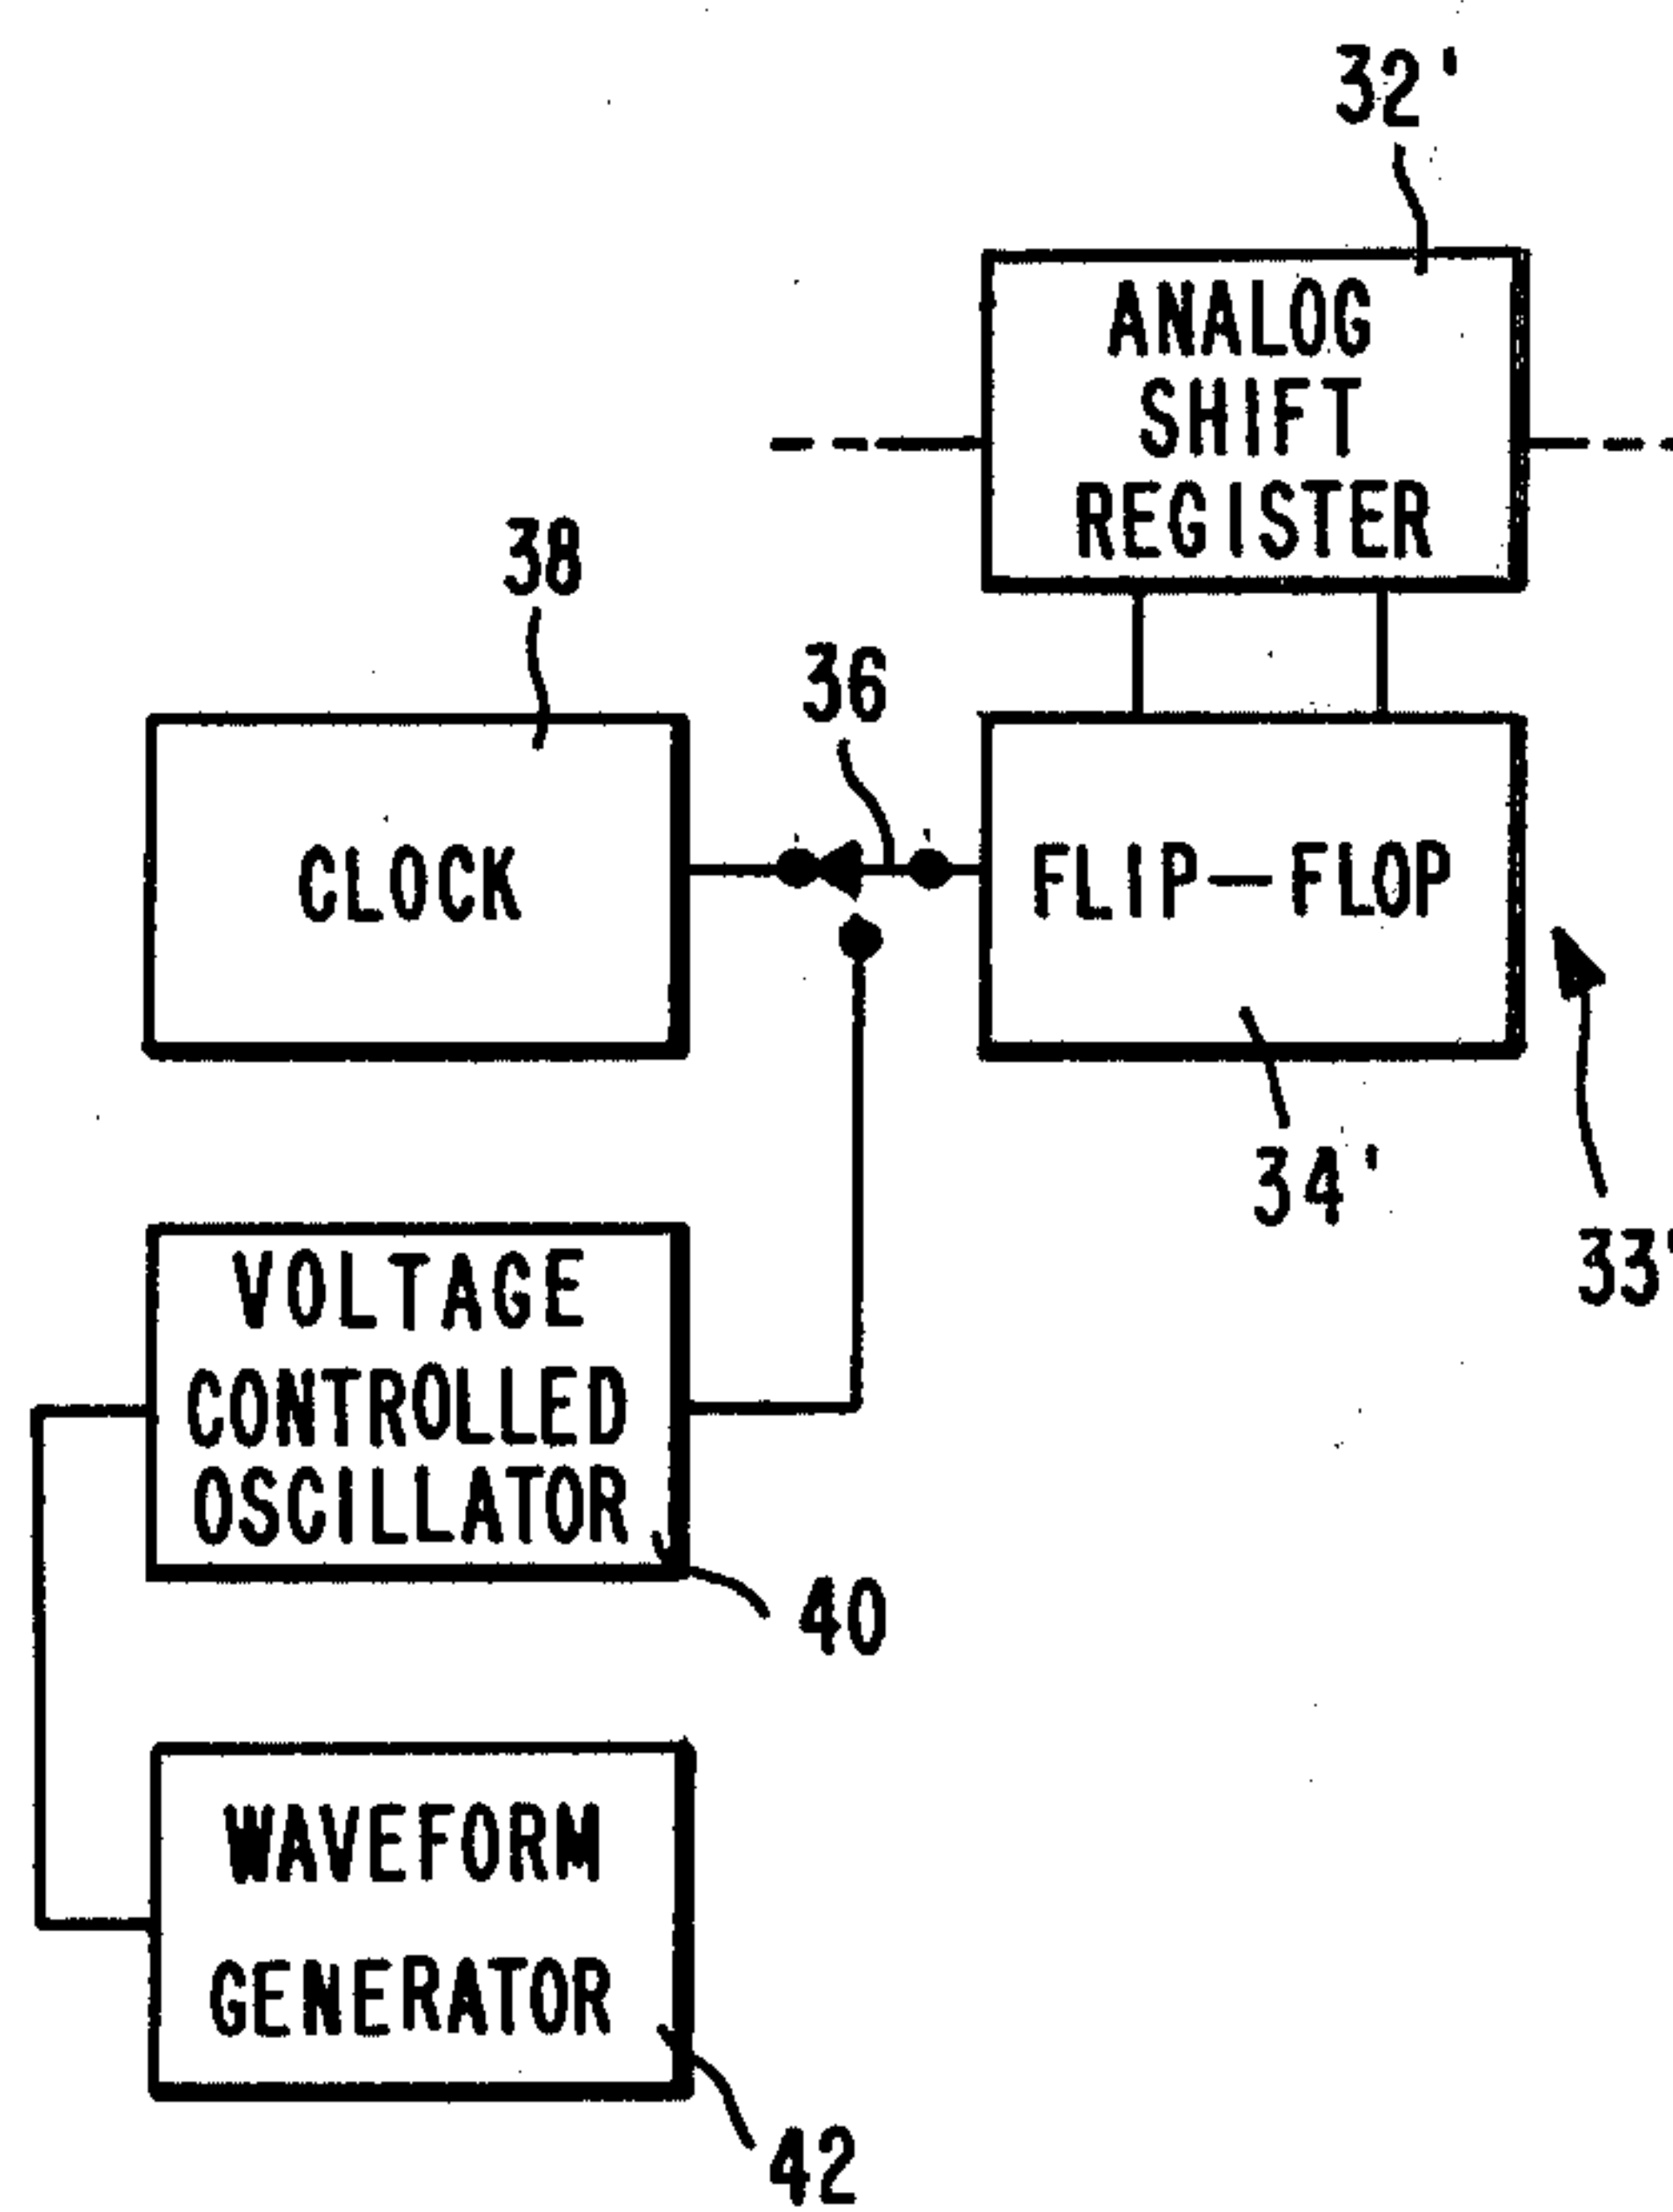 32'
ANALOG
SHIFT
REGISTER
38
36
CLOCK
FLIP-FLOP
34'
33'
VOLTAGE
CONTROLLED
OSCILLATOR
40
WAVEFORM
GENERATOR
42